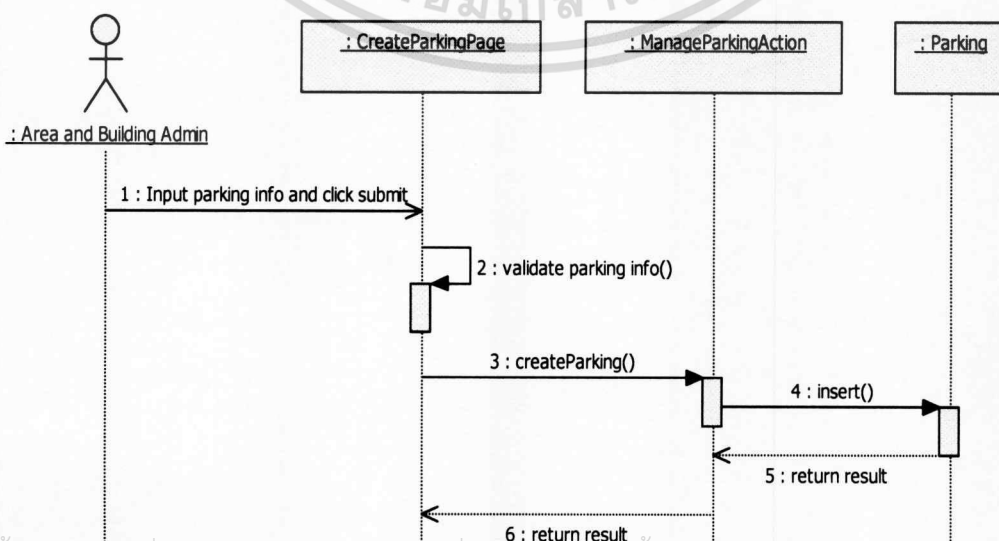 : CreateParkingPage
: ManageParkingAction
: Parking
: Area and Building Admin
1 : Input parking info and click submit
2 : validate parking info()
3 : createParking()
4 : insert()
5 : return result
6 : return result